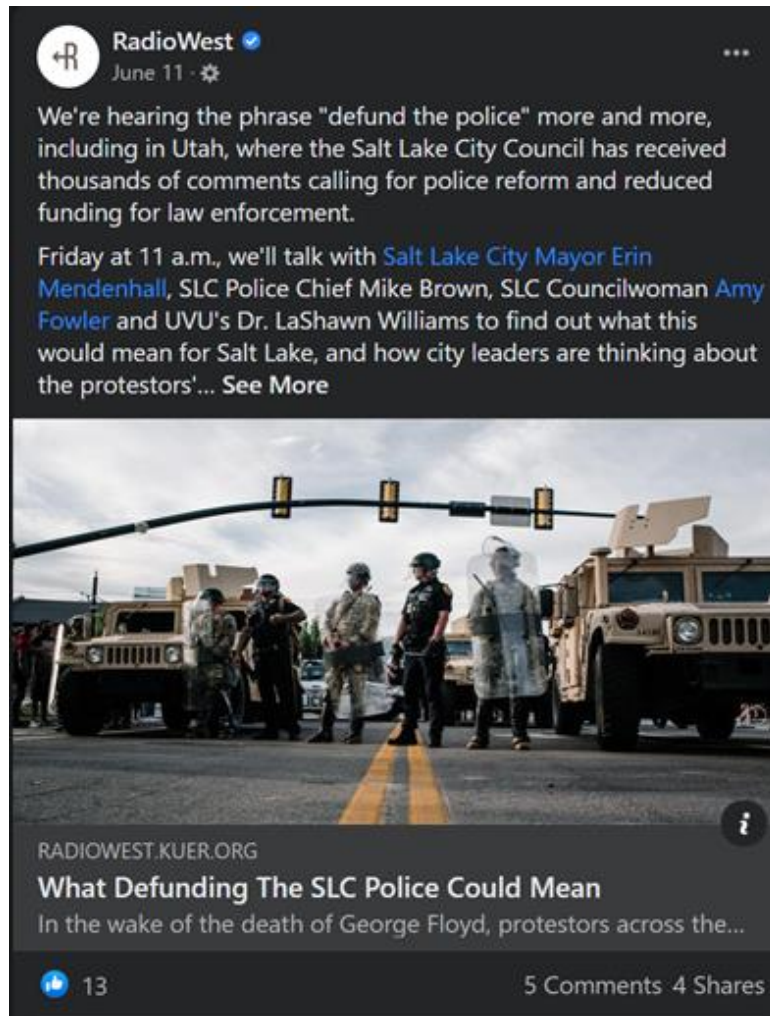 RadioWest
June 11 ·
We're hearing the phrase "defund the police" more and more,
including in Utah, where the Salt Lake City Council has received
thousands of comments calling for police reform and reduced
funding for law enforcement.
Friday at 11 a.m., we'll talk with Salt Lake City Mayor Erin
Mendenhall, SLC Police Chief Mike Brown, SLC Councilwoman Amy
Fowler and UVU's Dr. LaShawn Williams to find out what this
would mean for Salt Lake, and how city leaders are thinking about
the protestors'... See More
RADIOWEST.KUER.ORG
What Defunding The SLC Police Could Mean
In the wake of the death of George Floyd, protestors across the...
13
5 Comments 4 Shares